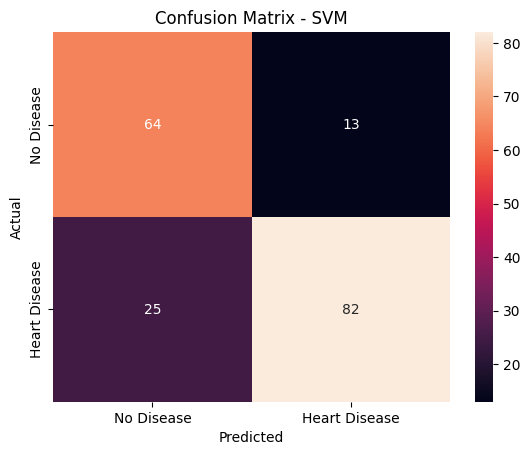 Confusion Matrix - SVM
No Disease
Heart Disease
Actual
64
13
25
82
No Disease
Heart Disease
Predicted
80
70
60
50
40
30
20